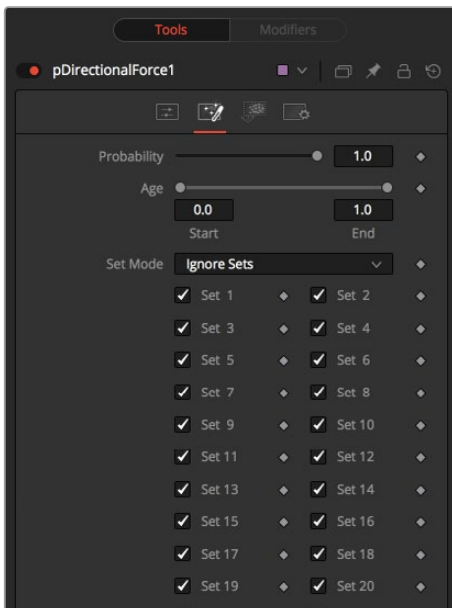 Tools Modifiers
pDirectionalForce1
Probability 1.0
Age
0.0 1.0
Start End
Set Mode Ignore Sets
Set 1 Set 2
Set 3 Set 4
Set 5 Set 6
Set 7 Set 8
Set 9 Set 10
Set 11 Set 12
Set 13 Set 14
Set 15 Set 16
Set 17 Set 18
Set 19 Set 20